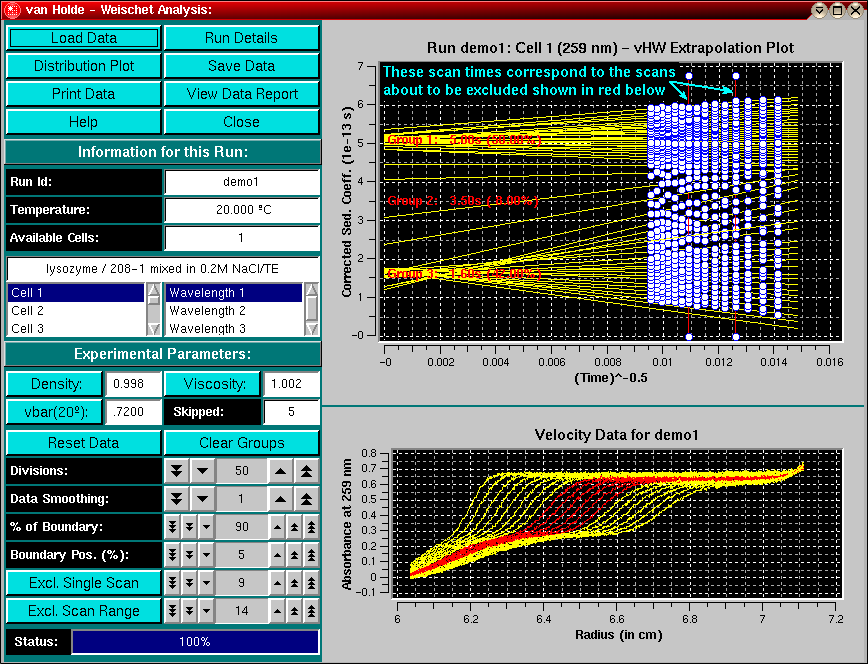 van Holde - Weischet Analysis:
Load Data
Run Details
Distribution Plot
Save Data
Print Data
View Data Report
Help
Close
Information for this Run:
Run Id:
demo1
Temperature:
20.000 ºC
Available Cells:
1
lysozyme / 208-1 mixed in 0.2M NaCl/TE
Cell 1
Cell 2
Cell 3
Wavelength 1
Wavelength 2
Wavelength 3
Experimental Parameters:
Density:
0.998
Viscosity:
1.002
vbar(20º):
.7200
Skipped:
5
Reset Data
Clear Groups
Divisions:
50
Data Smoothing:
1
% of Boundary:
90
Boundary Pos. (%):
5
Excl. Single Scan
9
Excl. Scan Range
14
Status:
100%
Run demo1: Cell 1 (259 nm) - vHW Extrapolation Plot
These scan times correspond to the scans
about to be excluded shown in red below
Group 1:
Group 2: 3.50s (-0.00%)
Group 3:
Corrected Sed. Coeff. (1e-13 s)
7
6
5
4
3
2
1
-0
-0 0.002 0.004 0.006 0.008 0.01 0.012 0.014 0.016
(Time)^-0.5
Velocity Data for demo1
Absorbance at 259 nm
0.8
0.7
0.6
0.5
0.4
0.3
0.2
0.1
0
-0.1
6 6.2 6.4 6.6 6.8 7 7.2
Radius (in cm)